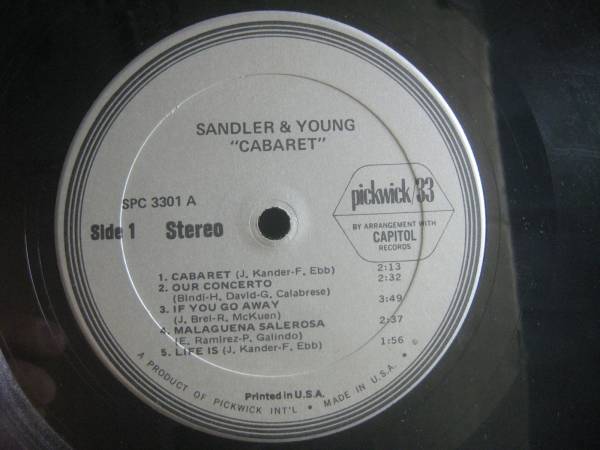 SANDLER & YOUNG
"CABARET"
SPC 3301 A
Side 1 Stereo
pickwick/33
BY ARRANGEMENT WITH
CAPITOL
RECORDS
1. CABARET (J. Kander-F. Ebb) 2:13
2. OUR CONCERTO 2:32
(Bindi-H. David-G. Calabrese)
3. IF YOU GO AWAY 3:49
(J. Brel-R. McKuen)
4. MALAGUENA SALEROSA 2:37
(E. Ramirez-P. Galindo)
5. LIFE IS (J. Kander-F. Ebb) 1:56
Printed in U.S.A.
A PRODUCT OF PICKWICK INT'L • MADE IN U.S.A. • ©